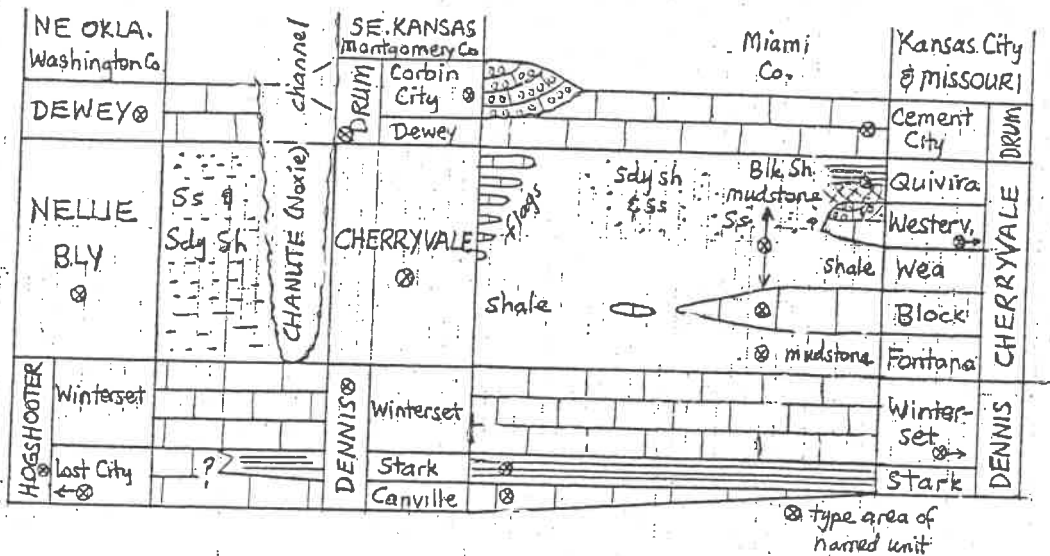 NE OKLA.
Washington Co.
DEWEY
NELLIE
BLY
HOGSHOOTER
Winterset
Lost City
Ss &
Sdy Sh
?
CHANUTE (Noxie) channel
SE. KANSAS
Montgomery Co
DRUM
Corbin
City
Dewey
CHERRYVALE
DENNIS
Winterset
Stark
Canville
flags
shale
Sdy sh
& Ss
Miami
Co.
Blk Sh
mudstone
Ss
shale
mudstone
Kansas City
& MISSOURI
Cement
City
DRUM
Quivira
Westerv.
Wea
Block
Fontana
CHERRYVALE
Winter-
set
Stark
DENNIS
type area of
named unit